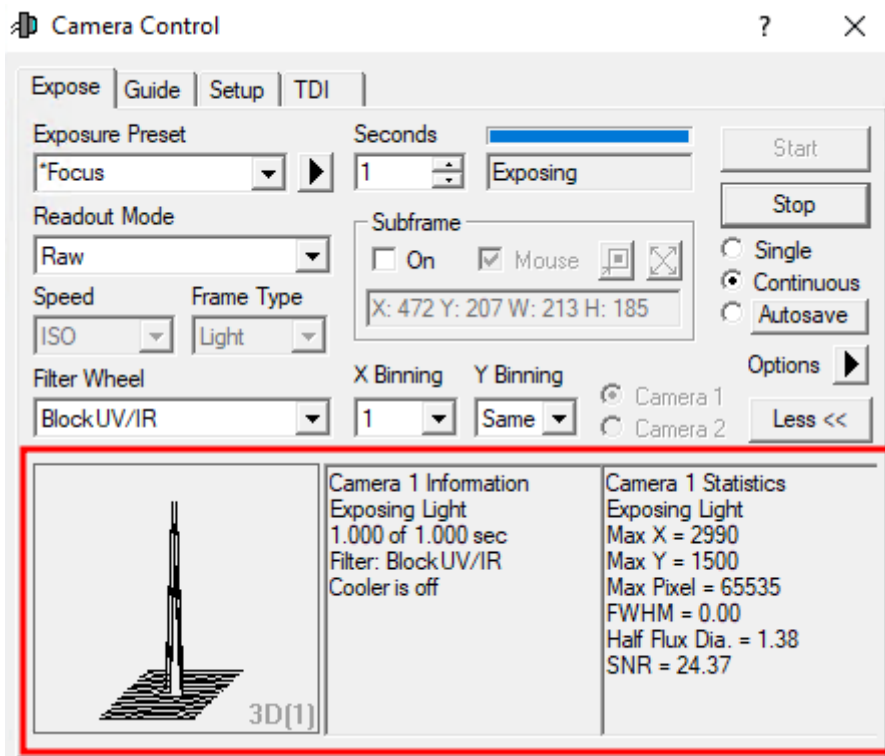 Camera Control
?
Expose Guide Setup TDI
Exposure Preset
*Focus
Seconds
1
Exposing
Start
Stop
Readout Mode
Raw
Subframe
On Mouse
X: 472 Y: 207 W: 213 H: 185
Single
Continuous
Autosave
Speed Frame Type
ISO Light
Filter Wheel
BlockUV/IR
X Binning Y Binning
1 Same
Camera 1
Camera 2
Options
Less <<
3D(1)
Camera 1 Information
Exposing Light
1.000 of 1.000 sec
Filter: BlockUV/IR
Cooler is off
Camera 1 Statistics
Exposing Light
Max X = 2990
Max Y = 1500
Max Pixel = 65535
FWHM = 0.00
Half Flux Dia. = 1.38
SNR = 24.37